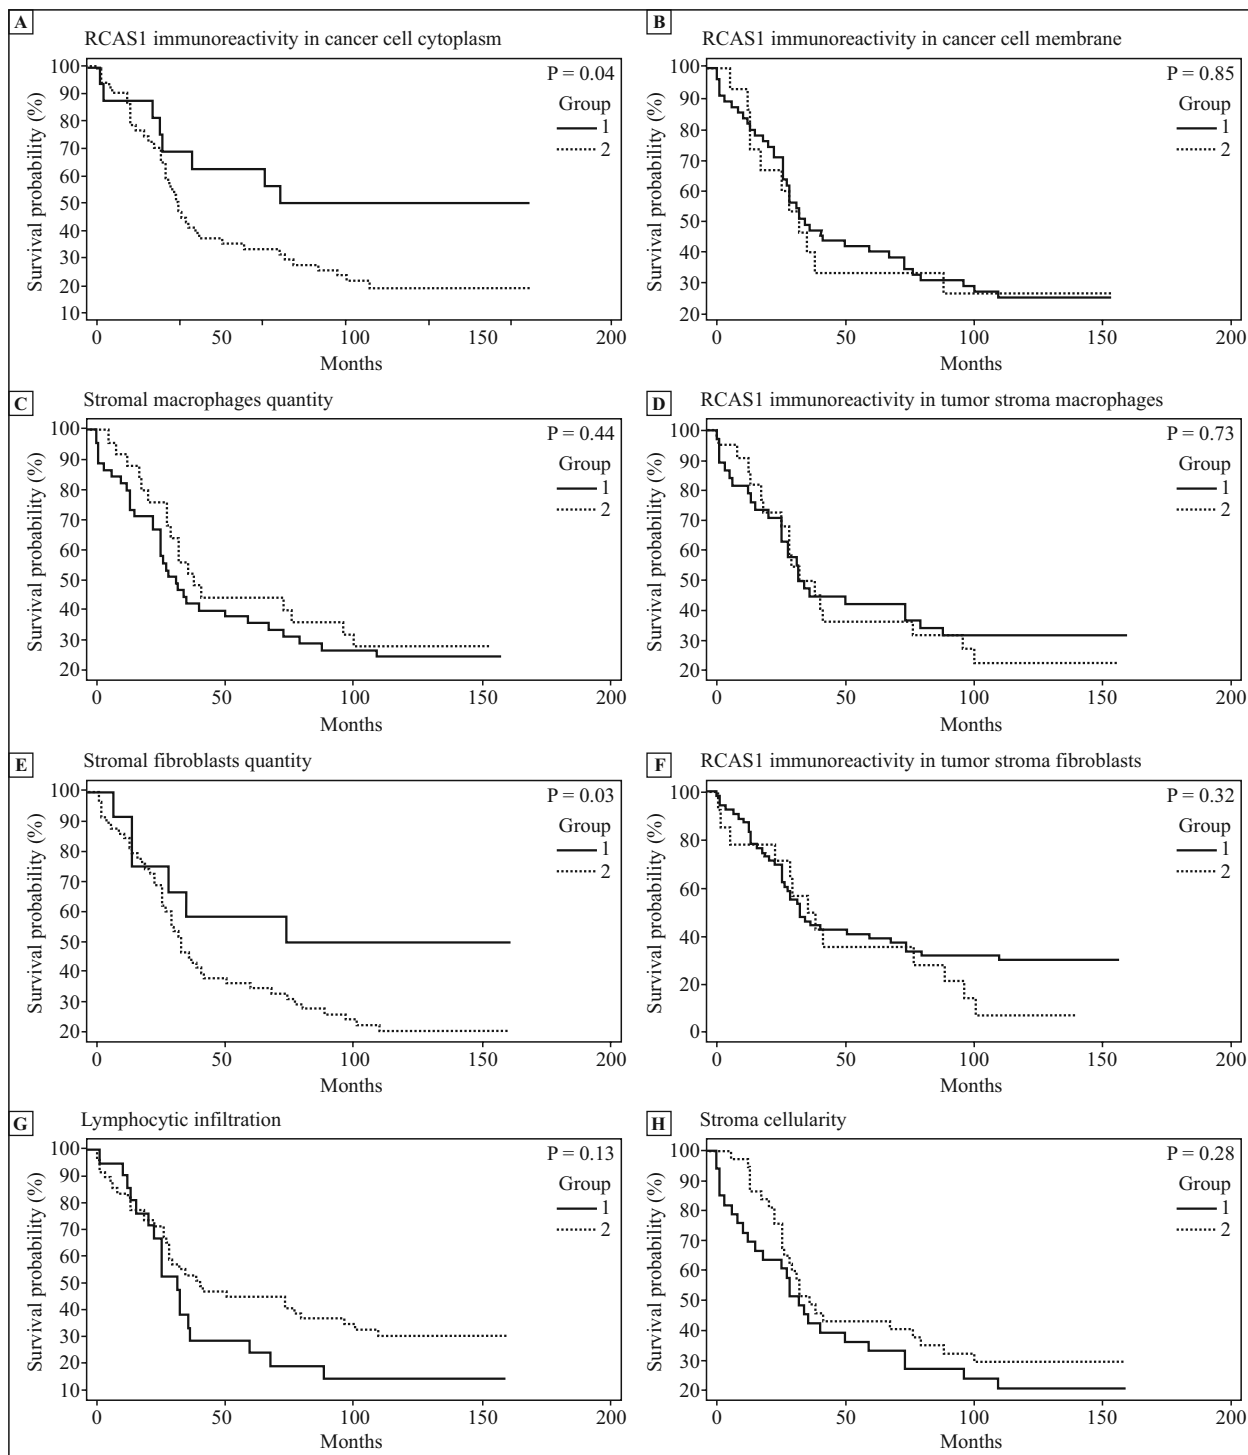 A
RCAS1 immunoreactivity in cancer cell cytoplasm
P = 0.04
Group
1
2
Survival probability (%)
100
90
80
70
60
50
40
30
20
10
0 50 100 150 200
Months
B
RCAS1 immunoreactivity in cancer cell membrane
P = 0.85
Group
1
2
Survival probability (%)
100
90
80
70
60
50
40
30
20
0 50 100 150 200
Months
C
Stromal macrophages quantity
P = 0.44
Group
1
2
Survival probability (%)
100
90
80
70
60
50
40
30
20
0 50 100 150 200
Months
D
RCAS1 immunoreactivity in tumor stroma macrophages
P = 0.73
Group
1
2
Survival probability (%)
100
90
80
70
60
50
40
30
20
0 50 100 150 200
Months
E
Stromal fibroblasts quantity
P = 0.03
Group
1
2
Survival probability (%)
100
90
80
70
60
50
40
30
20
0 50 100 150 200
Months
F
RCAS1 immunoreactivity in tumor stroma fibroblasts
P = 0.32
Group
1
2
Survival probability (%)
100
80
60
40
20
0
0 50 100 150 200
Months
G
Lymphocytic infiltration
P = 0.13
Group
1
2
Survival probability (%)
100
90
80
70
60
50
40
30
20
10
0 50 100 150 200
Months
H
Stroma cellularity
P = 0.28
Group
1
2
Survival probability (%)
100
90
80
70
60
50
40
30
20
0 50 100 150 200
Months